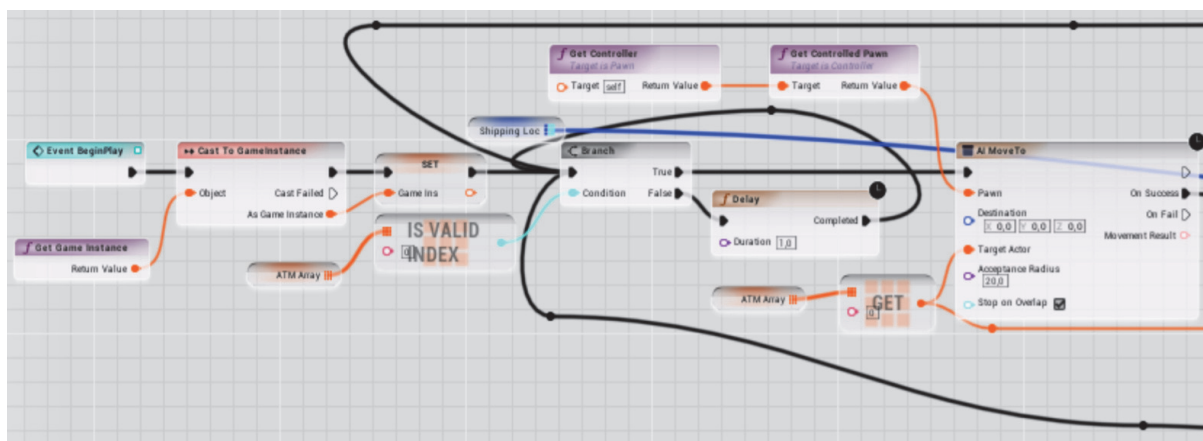 Get Controller
Target is Pawn
Target self Return Value
Get Controlled Pawn
Target is Controllw
Target Return Value
Shipping Loc
Event BeginPlay
Cast To GameInstance
Object Cast Failed
As Game Instance
SET
Game Ins
Branch
True
Condition False
AI MoveTo
Pawn On Success
Destination On Fail
X 0,0 Y 0,0 Z 0,0
Movement Result
Target Actor
Acceptance Radius
20,0
Stop on Overlap
Delay
Completed
Duration 1,0
Get Game Instance
Return Value
IS VALID
INDEX
0
ATM Array
ATM Array
GET
0